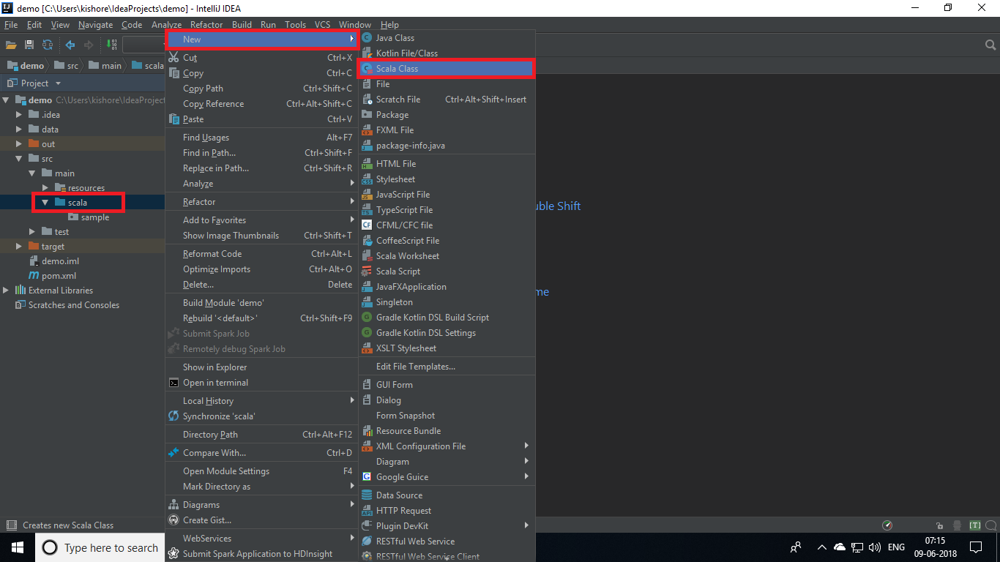 demo [C:\Users\kishore\IdeaProjects\demo] - IntelliJ IDEA
File Edit View Navigate Code Analyze Refactor Build Run Tools VCS Window Help
demo src main scala
Project
demo C:\Users\kishore\IdeaProject
.idea
data
out
src
main
resources
scala
sample
test
target
demo.iml
pom.xml
External Libraries
Scratches and Consoles
New
Cut Ctrl+X
Copy Ctrl+C
Copy Path Ctrl+Shift+C
Copy Reference Ctrl+Alt+Shift+C
Paste Ctrl+V
Find Usages Alt+F7
Find in Path... Ctrl+Shift+F
Replace in Path... Ctrl+Shift+R
Analyze
Refactor
Add to Favorites
Show Image Thumbnails Ctrl+Shift+T
Reformat Code Ctrl+Alt+L
Optimize Imports Ctrl+Alt+O
Delete... Delete
Build Module 'demo'
Rebuild '<default>' Ctrl+Shift+F9
Submit Spark Job
Remotely debug Spark Job
Show in Explorer
Open in terminal
Local History
Synchronize 'scala'
Directory Path Ctrl+Alt+F12
Compare With... Ctrl+D
Open Module Settings F4
Mark Directory as
Diagrams
Create Gist...
WebServices
Submit Spark Application to HDInsight
Java Class
Kotlin File/Class
Scala Class
File
Scratch File Ctrl+Alt+Shift+Insert
Package
FXML File
package-info.java
HTML File
Stylesheet
JavaScript File
TypeScript File
CFML/CFC file
CoffeeScript File
Scala Worksheet
Scala Script
JavaFXApplication
Singleton
Gradle Kotlin DSL Build Script
Gradle Kotlin DSL Settings
XSLT Stylesheet
Edit File Templates...
GUI Form
Dialog
Form Snapshot
Resource Bundle
XML Configuration File
Diagram
Google Guice
Data Source
HTTP Request
Plugin DevKit
RESTful Web Service
RESTful Web Service Client
uble Shift
me
Creates new Scala Class
[T]
Type here to search
ENG
07:15
09-06-2018